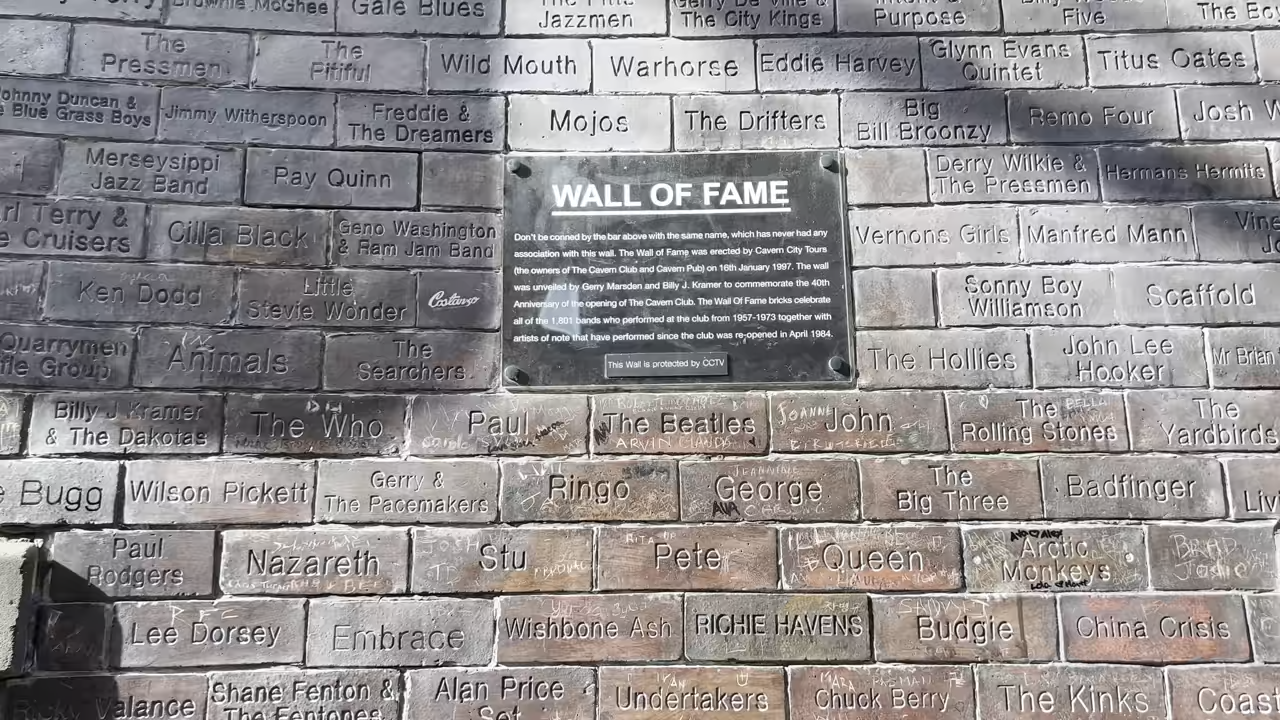 Brownie McGhee
Gale Blues
Jazzmen
The City Kings
Purpose
Five
The
Pressmen
The
Pitiful
Wild Mouth
Warhorse
Eddie Harvey
Glynn Evans
Quintet
Titus Oates
Johnny Duncan &
Blue Grass Boys
Jimmy Witherspoon
Freddie &
The Dreamers
Mojos
The Drifters
Big
Bill Broonzy
Remo Four
Josh
Merseysippi
Jazz Band
Ray Quinn
Derry Wilkie &
The Pressmen
Hermans Hermits
Terry &
Cruisers
Cilla Black
Geno Washington
& Ram Jam Band
Vernons Girls
Manfred Mann
Ken Dodd
Little
Stevie Wonder
Sonny Boy
Williamson
Scaffold
Quarrymen
Group
Animals
The
Searchers
The Hollies
John Lee
Hooker
Mr Brian
WALL OF FAME
Don't be conned by the bar above with the same name, which has never had any
association with this wall. The Wall of Fame was erected by Cavern City Tours
(the owners of The Cavern Club and Cavern Pub) on 16th January 1997. The wall
was unveiled by Gerry Marsden and Billy J. Kramer to commemorate the 40th
Anniversary of the opening of The Cavern Club. The Wall Of Fame bricks celebrate
all of the 1,801 bands who performed at the club from 1957-1973 together with
artists of note that have performed since the club was re-opened in April 1984.
This Wall is protected by CCTV
Billy J Kramer
& The Dakotas
The Who
Paul
The Beatles
John
The
Rolling Stones
The
Yardbirds
Bugg
Wilson Pickett
Gerry &
The Pacemakers
Ringo
George
The
Big Three
Badfinger
Paul
Rodgers
Nazareth
Stu
Pete
Queen
Arctic
Monkeys
Lee Dorsey
Embrace
Wishbone Ash
RICHIE HAVENS
Budgie
China Crisis
Valance
Shane Fenton &
The Fentones
Alan Price
Set
Undertakers
Chuck Berry
The Kinks